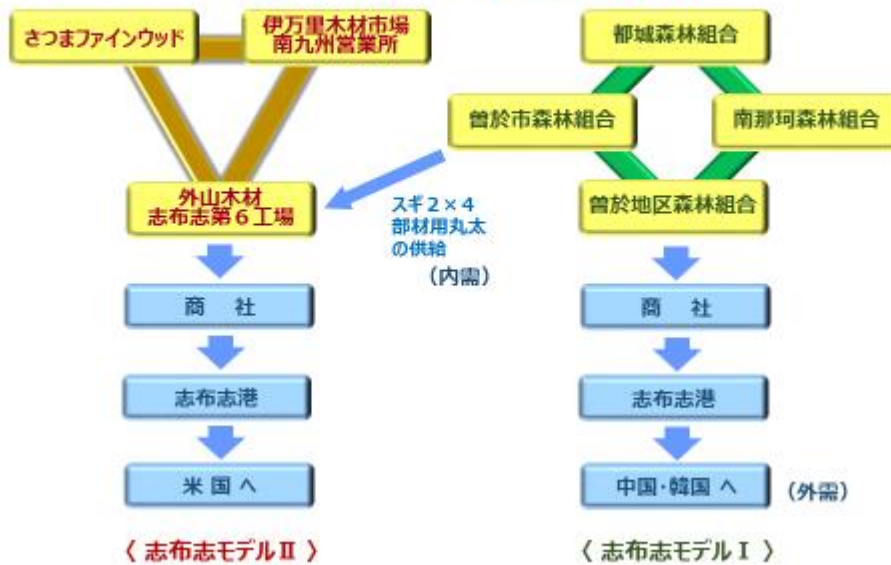 さつまファインウッド
伊万里木材市場
南九州営業所
外山木材
志布志第6工場
商　社
志布志港
米国へ
〈 志布志モデルⅡ 〉
スギ2×4
部材用丸太
の供給
（内需）
都城森林組合
曽於市森林組合
南那珂森林組合
曽於地区森林組合
商　社
志布志港
中国・韓国へ
（外需）
〈 志布志モデルⅠ 〉